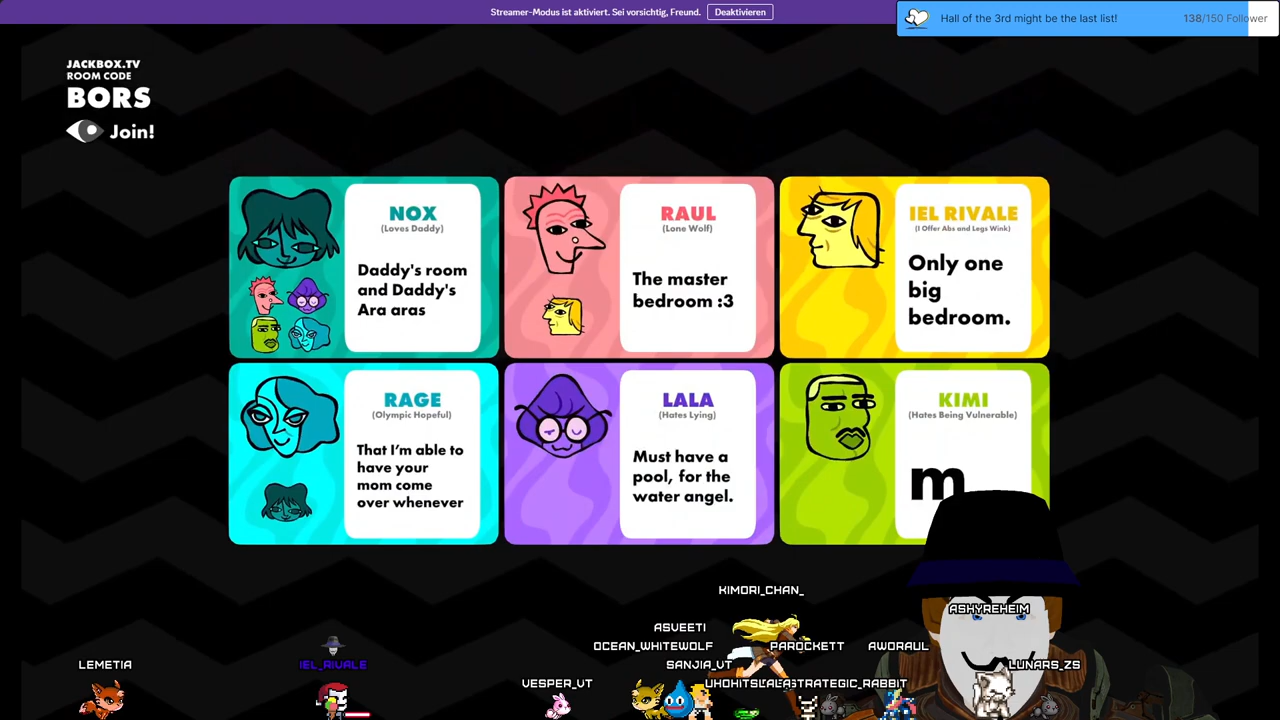 Streamer-Modus ist aktiviert. Sei vorsichtig, Freund.
Deaktivieren
Hall of the 3rd might be the last list!
138/150 Follower
JACKBOX.TV
ROOM CODE
BORS
Join!
NOX
(Loves Daddy)
Daddy's room
and Daddy's
Ara aras
RAUL
(Lone Wolf)
The master
bedroom :3
IEL RIVALE
(I Offer Abs and Legs Wink)
Only one
big
bedroom.
RAGE
(Olympic Hopeful)
That I'm able to
have your
mom come
over whenever
LALA
(Hates Lying)
Must have a
pool, for the
water angel.
KIMI
(Hates Being Vulnerable)
m
KIMORI_CHAN_
ASHYREHEIM
ASVEETI
OCEAN_WHITEWOLF
PAROCKETT
AWORAUL
LEMETIA
IEL_RIVALE
SANJIA_VT
LUNARS_ZS
VESPER_VT